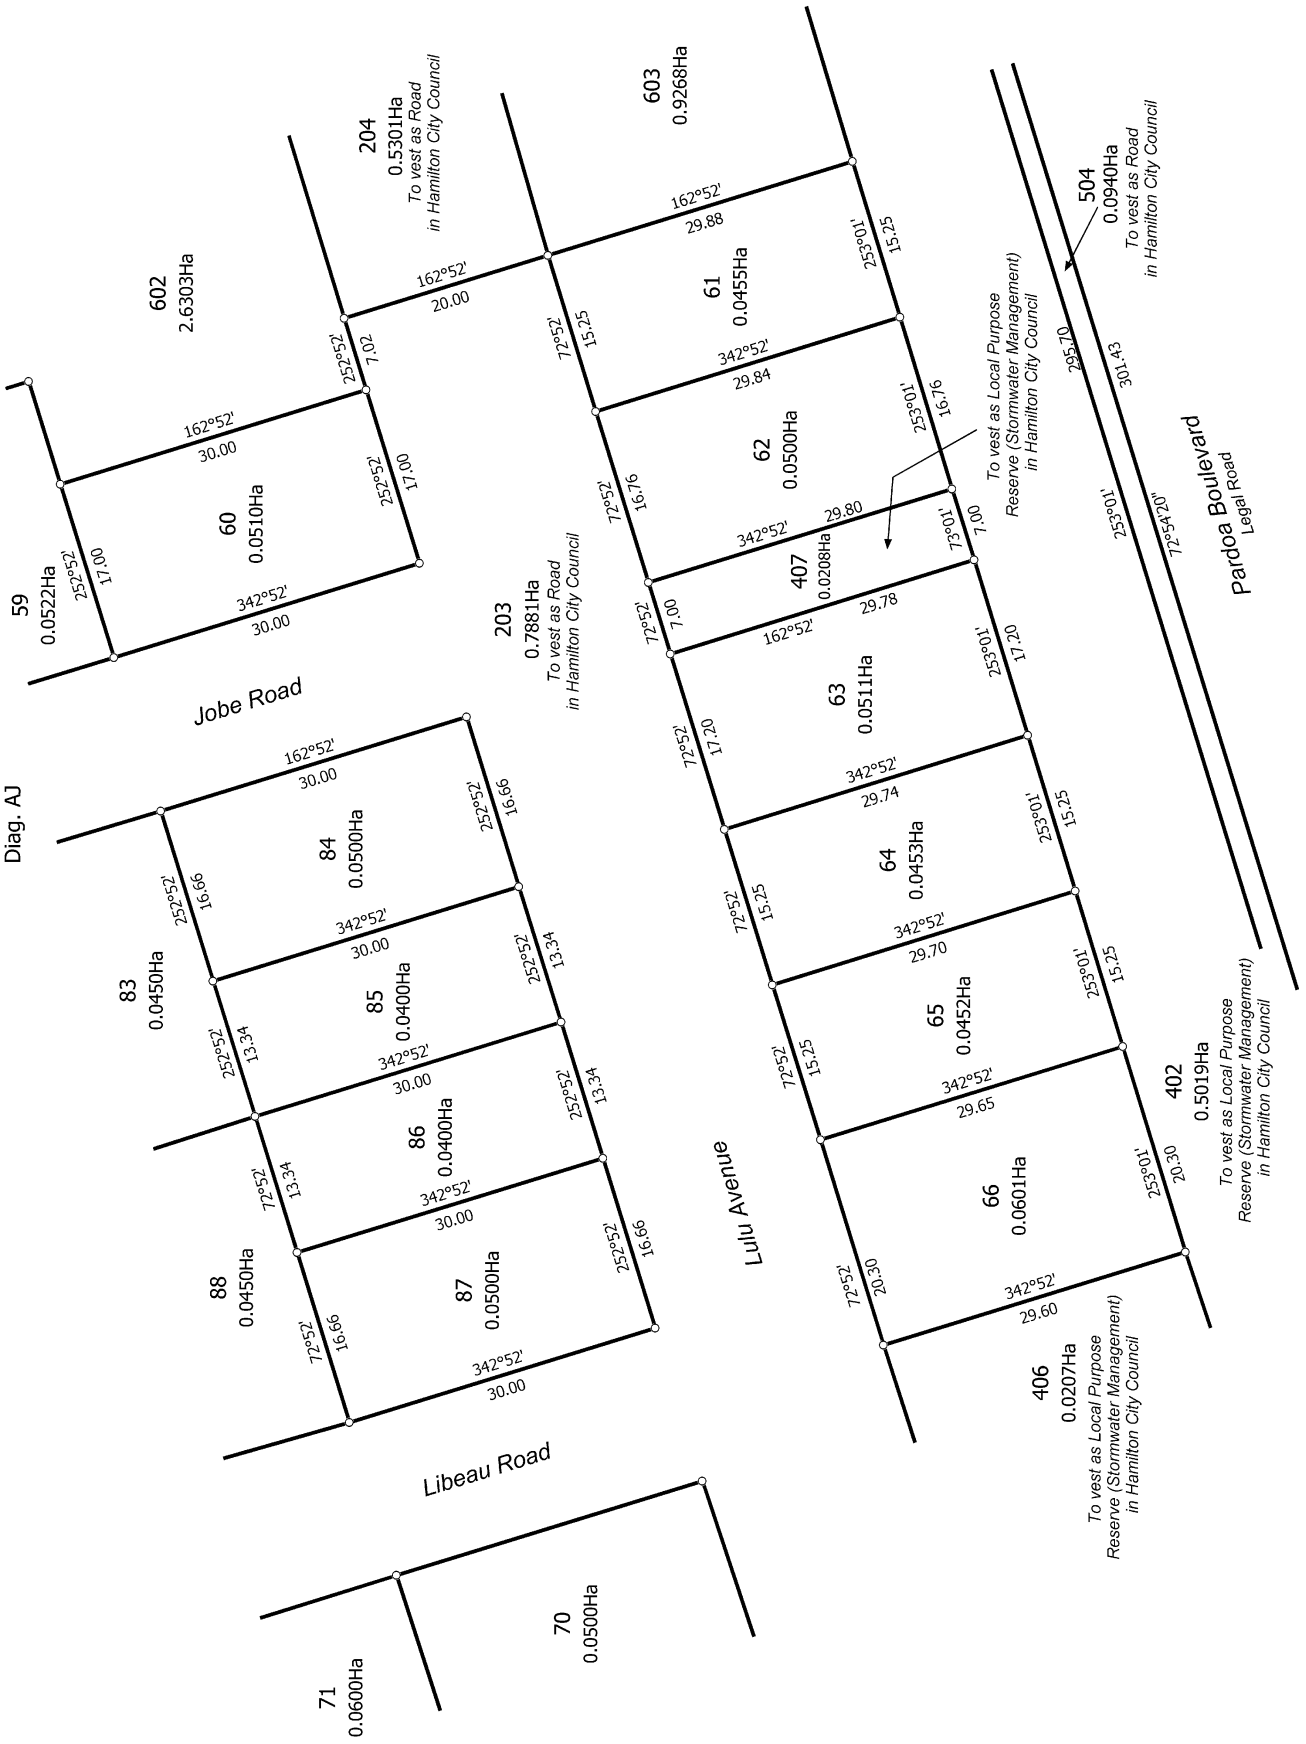 Diag. AJ
59
0.0522Ha
602
2.6303Ha
204
0.5301Ha
To vest as Road
in Hamilton City Council
603
0.9268Ha
252°52'
17.00
162°52'
30.00
60
0.0510Ha
342°52'
30.00
252°52'
17.00
252°52'
7.02
162°52'
20.00
Jobe Road
203
0.7881Ha
To vest as Road
in Hamilton City Council
83
0.0450Ha
252°52'
16.66
162°52'
30.00
84
0.0500Ha
252°52'
16.66
342°52'
30.00
252°52'
13.34
85
0.0400Ha
252°52'
13.34
342°52'
30.00
72°52'
13.34
86
0.0400Ha
252°52'
13.34
342°52'
30.00
88
0.0450Ha
72°52'
16.66
87
0.0500Ha
252°52'
16.66
342°52'
30.00
Libeau Road
Lulu Avenue
71
0.0600Ha
70
0.0500Ha
72°52'
15.25
162°52'
29.88
61
0.0455Ha
253°01'
15.25
342°52'
29.84
72°52'
16.76
62
0.0500Ha
253°01'
16.76
342°52'
29.80
72°52'
7.00
407
0.0208Ha
73°01'
7.00
To vest as Local Purpose
Reserve (Stormwater Management)
in Hamilton City Council
162°52'
29.78
72°52'
17.20
63
0.0511Ha
253°01'
17.20
342°52'
29.74
72°52'
15.25
64
0.0453Ha
253°01'
15.25
342°52'
29.70
72°52'
15.25
65
0.0452Ha
253°01'
15.25
342°52'
29.65
72°52'
20.30
66
0.0601Ha
253°01'
20.30
342°52'
29.60
406
0.0207Ha
To vest as Local Purpose
Reserve (Stormwater Management)
in Hamilton City Council
402
0.5019Ha
To vest as Local Purpose
Reserve (Stormwater Management)
in Hamilton City Council
504
0.0940Ha
To vest as Road
in Hamilton City Council
295.70
301.43
253°01'
72°54'20"
Pardoa Boulevard
Legal Road